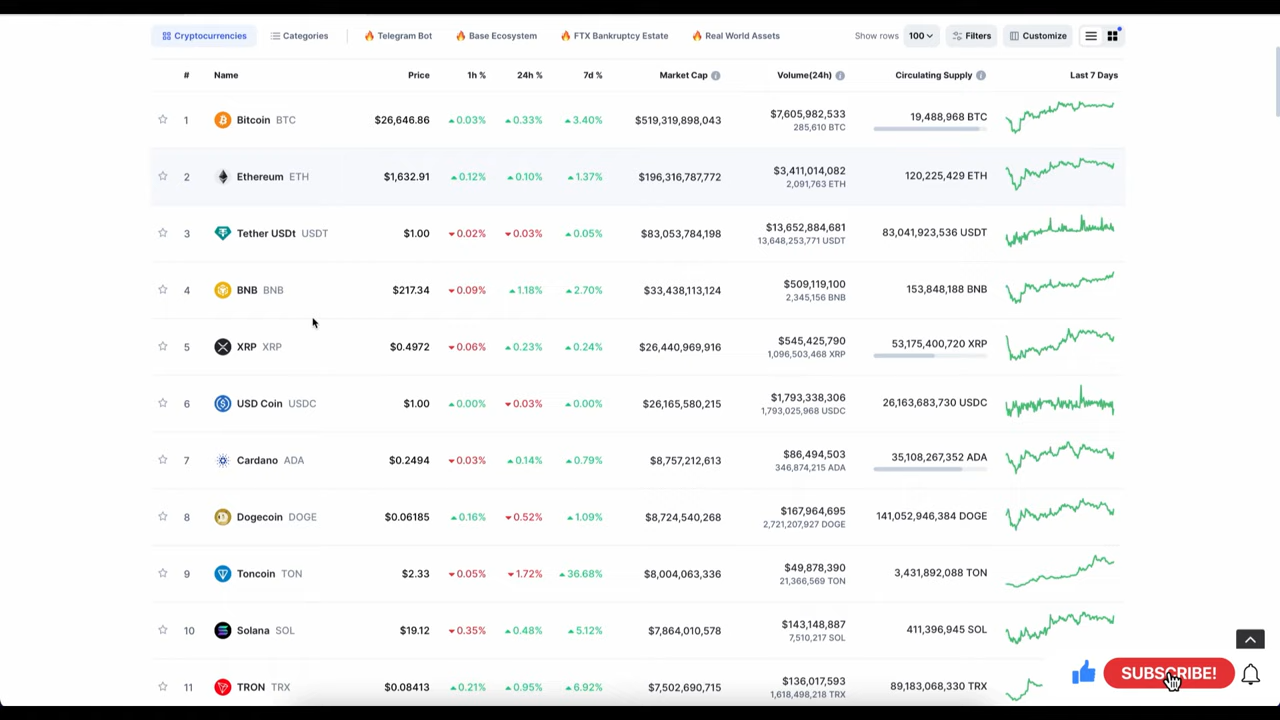 Cryptocurrencies Categories Telegram Bot Base Ecosystem FTX Bankruptcy Estate Real World Assets Show rows 100 Filters Customize
# Name Price 1h % 24h % 7d % Market Cap Volume(24h) Circulating Supply Last 7 Days
1 Bitcoin BTC $26,646.86 0.03% 0.33% 3.40% $519,319,898,043 $7,605,982,533 19,488,968 BTC
285,610 BTC
2 Ethereum ETH $1,632.91 0.12% 0.10% 1.37% $196,316,787,772 $3,411,014,082 120,225,429 ETH
2,091,763 ETH
3 Tether USDt USDT $1.00 0.02% 0.03% 0.05% $83,053,784,198 $13,652,884,681 83,041,923,536 USDT
13,648,253,771 USDT
4 BNB BNB $217.34 0.09% 1.18% 2.70% $33,438,113,124 $509,119,100 153,848,188 BNB
2,345,156 BNB
5 XRP XRP $0.4972 0.06% 0.23% 0.24% $26,440,969,916 $545,425,790 53,175,400,720 XRP
1,096,503,468 XRP
6 USD Coin USDC $1.00 0.00% 0.03% 0.00% $26,165,580,215 $1,793,338,306 26,163,683,730 USDC
1,793,025,968 USDC
7 Cardano ADA $0.2494 0.03% 0.14% 0.79% $8,757,212,613 $86,494,503 35,108,267,352 ADA
346,874,215 ADA
8 Dogecoin DOGE $0.06185 0.16% 0.52% 1.09% $8,724,540,268 $167,964,695 141,052,946,384 DOGE
2,721,207,927 DOGE
9 Toncoin TON $2.33 0.05% 1.72% 36.68% $8,004,063,336 $49,878,390 3,431,892,088 TON
21,366,569 TON
10 Solana SOL $19.12 0.35% 0.48% 5.12% $7,864,010,578 $143,148,887 411,396,945 SOL
7,510,217 SOL
11 TRON TRX $0.08413 0.21% 0.95% 6.92% $7,502,690,715 $136,017,593 89,183,068,330 TRX
1,618,498,218 TRX
SUBSCRIBE!